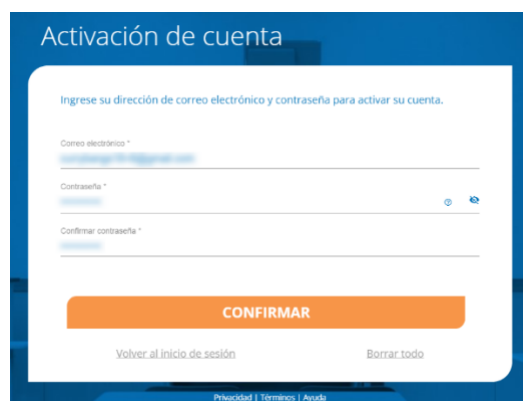 Activación de cuenta
Ingrese su dirección de correo electrónico y contraseña para activar su cuenta.
Correo electrónico *
Contraseña *
Confirmar contraseña *
CONFIRMAR
Volver al inicio de sesión Borrar todo
Privacidad | Términos | Ayuda